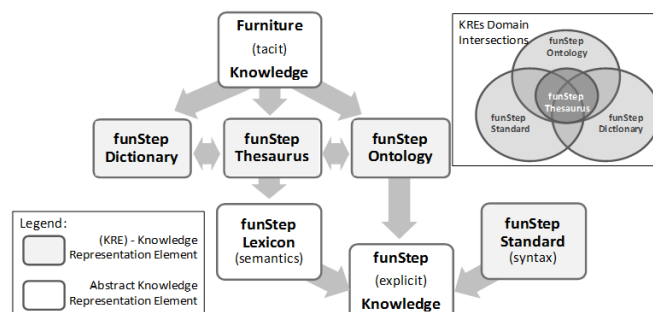 Furniture
(tacit)
Knowledge
KREs Domain
Intersections
funStep
Ontology
funStep
Thesaurus
funStep
Standard
funStep
Dictionary
funStep
Dictionary
funStep
Thesaurus
funStep
Ontology
Legend:
(KRE) - Knowledge
Representation Element
Abstract Knowledge
Representation Element
funStep
Lexicon
(semantics)
funStep
(explicit)
Knowledge
funStep
Standard
(syntax)